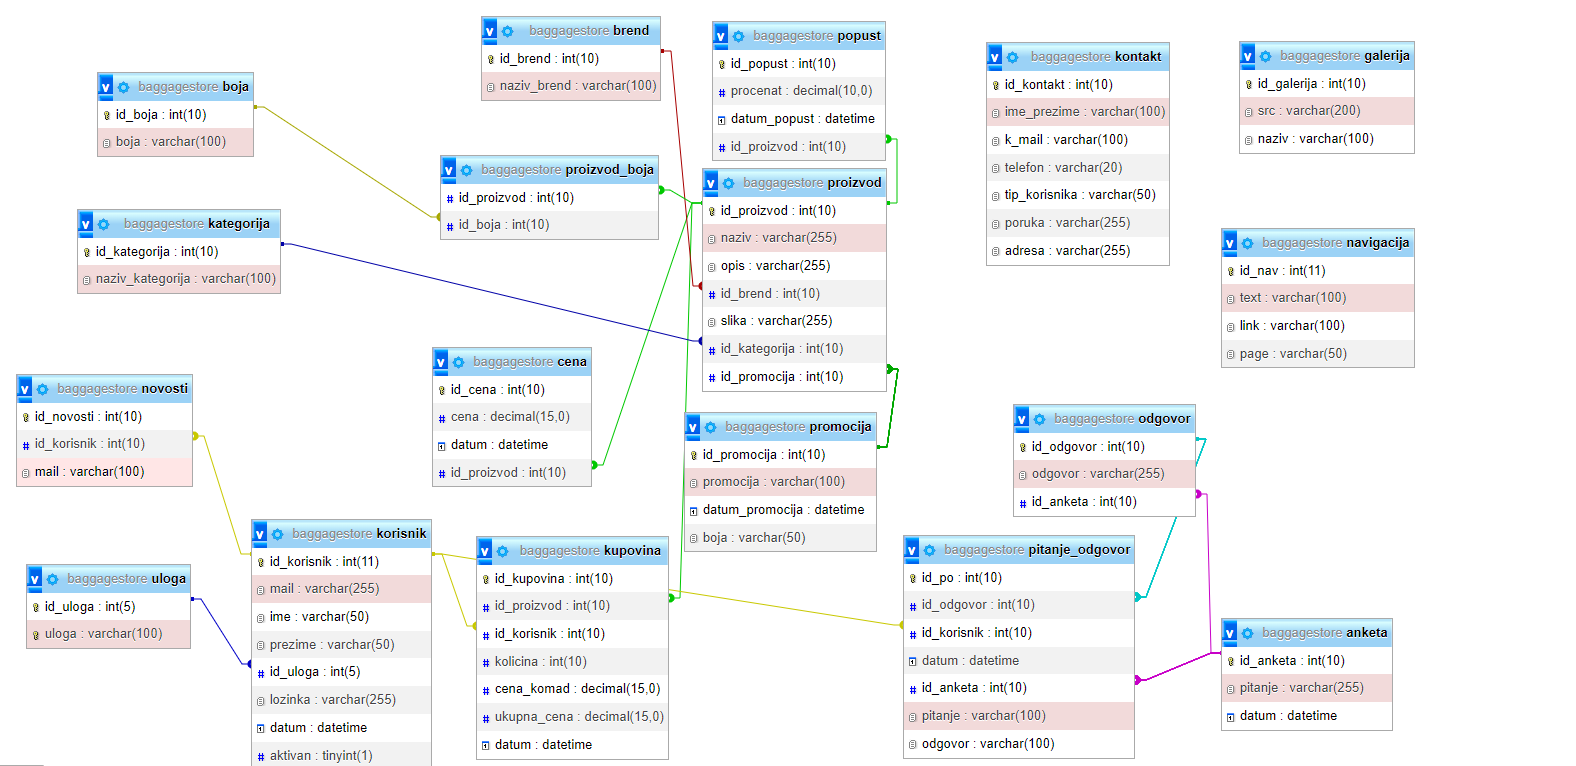 baggagestore brend
id_brend : int(10)
naziv_brend : varchar(100)
baggagestore popust
id_popust : int(10)
procenat : decimal(10,0)
datum_popust : datetime
id_proizvod : int(10)
baggagestore kontakt
id_kontakt : int(10)
ime_prezime : varchar(100)
k_mail : varchar(100)
telefon : varchar(20)
tip_korisnika : varchar(50)
poruka : varchar(255)
adresa : varchar(255)
baggagestore galerija
id_galerija : int(10)
src : varchar(200)
naziv : varchar(100)
baggagestore boja
id_boja : int(10)
boja : varchar(100)
baggagestore proizvod_boja
id_proizvod : int(10)
id_boja : int(10)
baggagestore proizvod
id_proizvod : int(10)
naziv : varchar(255)
opis : varchar(255)
id_brend : int(10)
slika : varchar(255)
id_kategorija : int(10)
id_promocija : int(10)
baggagestore kategorija
id_kategorija : int(10)
naziv_kategorija : varchar(100)
baggagestore navigacija
id_nav : int(11)
text : varchar(100)
link : varchar(100)
page : varchar(50)
baggagestore cena
id_cena : int(10)
cena : decimal(15,0)
datum : datetime
id_proizvod : int(10)
baggagestore novosti
id_novosti : int(10)
id_korisnik : int(10)
mail : varchar(100)
baggagestore promocija
id_promocija : int(10)
promocija : varchar(100)
datum_promocija : datetime
boja : varchar(50)
baggagestore odgovor
id_odgovor : int(10)
odgovor : varchar(255)
id_anketa : int(10)
baggagestore korisnik
id_korisnik : int(11)
mail : varchar(255)
ime : varchar(50)
prezime : varchar(50)
id_uloga : int(5)
lozinka : varchar(255)
datum : datetime
aktivan : tinyint(1)
baggagestore kupovina
id_kupovina : int(10)
id_proizvod : int(10)
id_korisnik : int(10)
kolicina : int(10)
cena_komad : decimal(15,0)
ukupna_cena : decimal(15,0)
datum : datetime
baggagestore pitanje_odgovor
id_po : int(10)
id_odgovor : int(10)
id_korisnik : int(10)
datum : datetime
id_anketa : int(10)
pitanje : varchar(100)
odgovor : varchar(100)
baggagestore uloga
id_uloga : int(5)
uloga : varchar(100)
baggagestore anketa
id_anketa : int(10)
pitanje : varchar(255)
datum : datetime